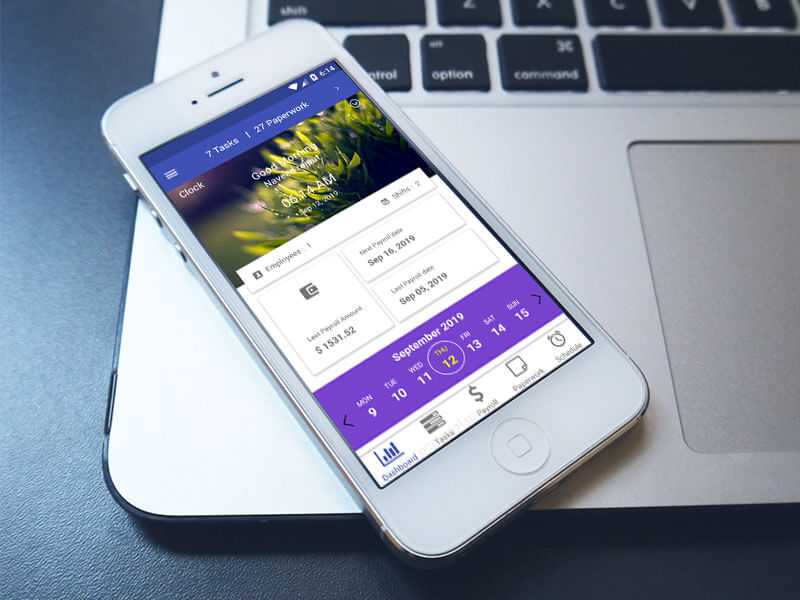 shift
Z
X
C
V
B
control
alt
option
⌘
command
6:14
7 Tasks | 27 Paperwork
Clock
Good Morning
06:14 AM
Sep 12, 2019
Employees : 1
Shifts : 2
Last Payroll Amount
$ 1531.52
Next Payroll date
Sep 16, 2019
Last Payroll date
Sep 05, 2019
September 2019
MON TUE WED THU FRI SAT SUN
9 10 11 12 13 14 15
Dashboard Tasks Payroll Paperwork Schedule